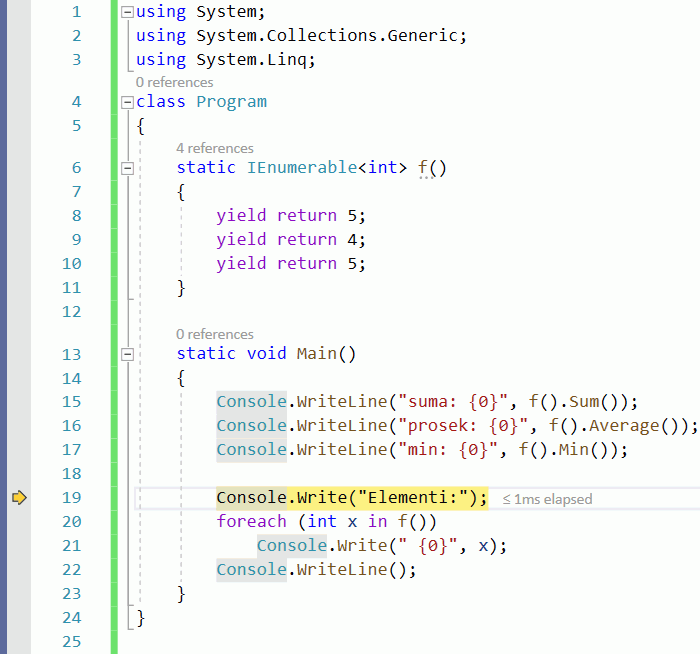 1 using System;
2 using System.Collections.Generic;
3 using System.Linq;
0 references
4 class Program
5 {
4 references
6 static IEnumerable<int> f()
7 {
8 yield return 5;
9 yield return 4;
10 yield return 5;
11 }
12
0 references
13 static void Main()
14 {
15 Console.WriteLine("suma: {0}", f().Sum());
16 Console.WriteLine("prosek: {0}", f().Average());
17 Console.WriteLine("min: {0}", f().Min());
18
19 Console.Write("Elementi:"); ≤ 1ms elapsed
20 foreach (int x in f())
21 Console.Write(" {0}", x);
22 Console.WriteLine();
23 }
24 }
25